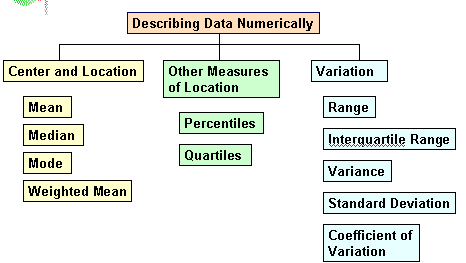 Describing Data Numerically
Center and Location
Mean
Median
Mode
Weighted Mean
Other Measures
of Location
Percentiles
Quartiles
Variation
Range
Interquartile Range
Variance
Standard Deviation
Coefficient of
Variation